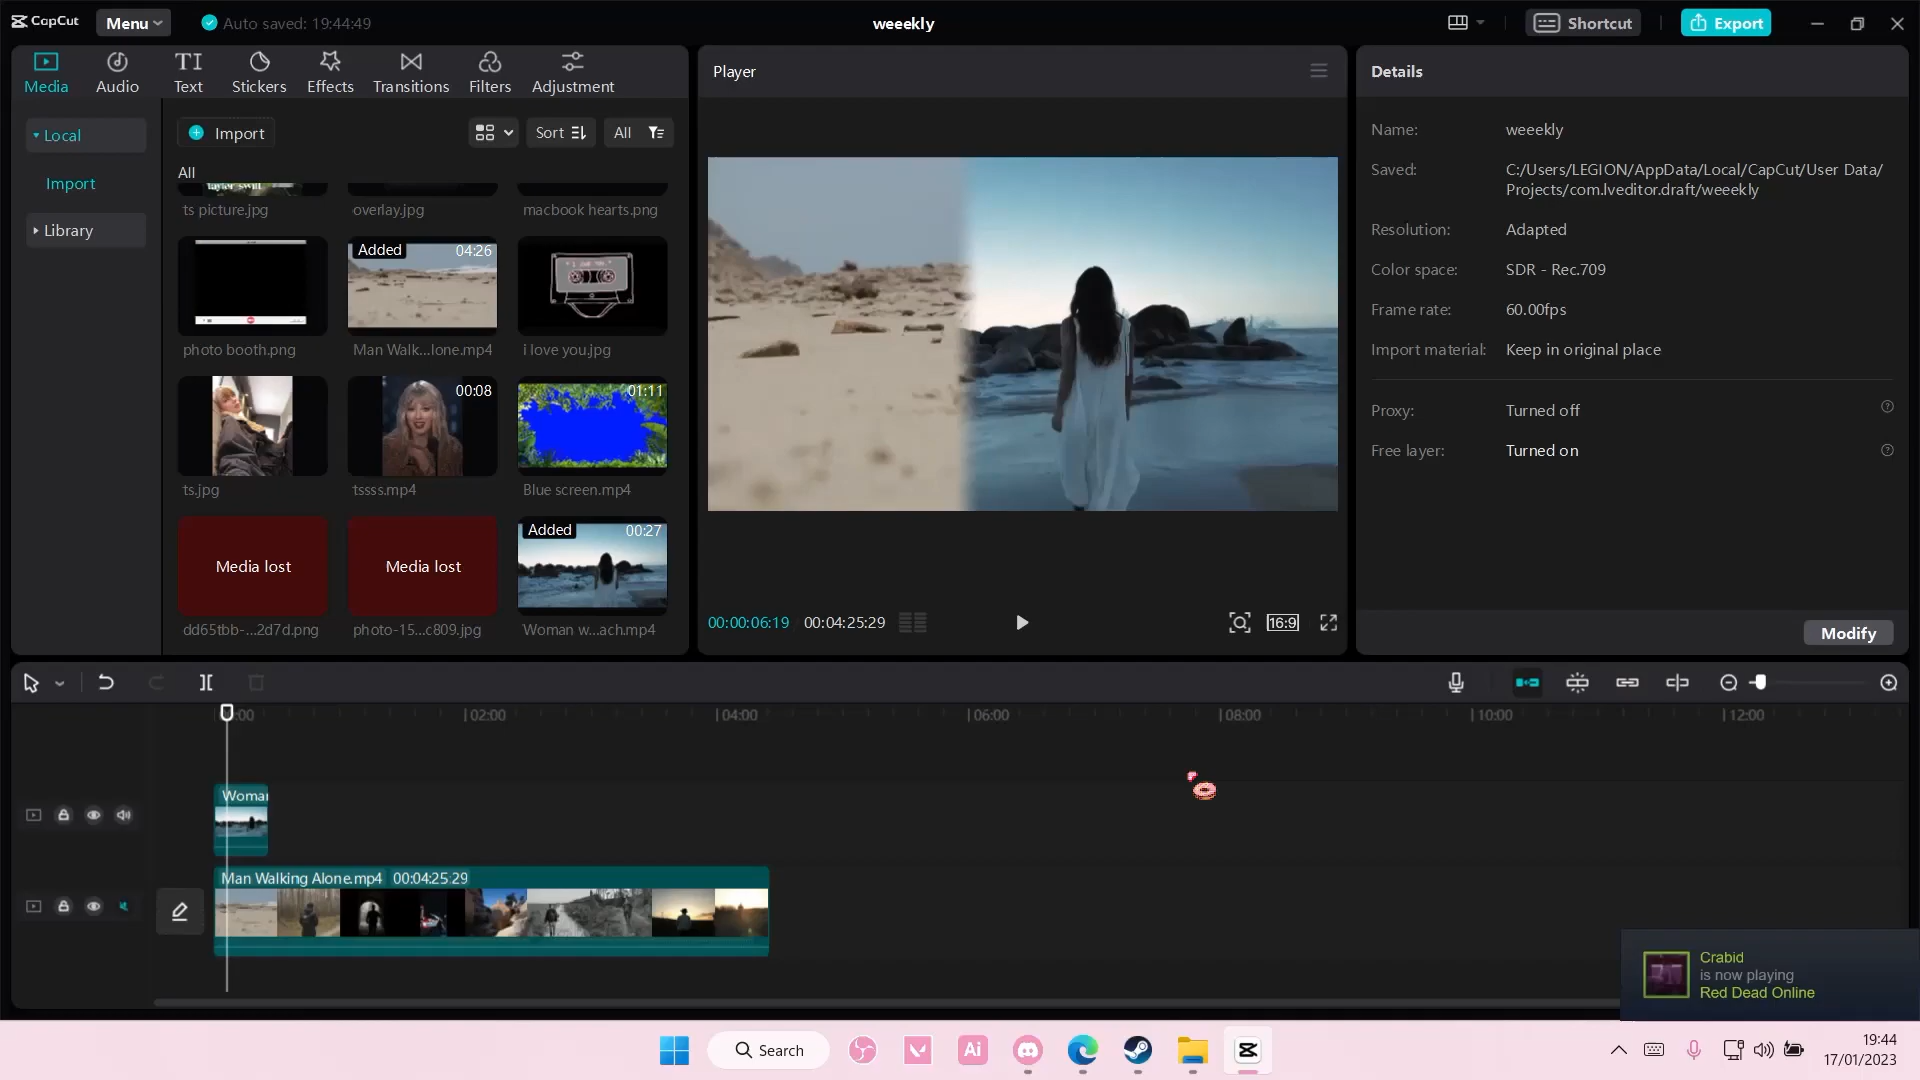 CapCut
Menu
Auto saved: 19:44:49
weeekly
Shortcut
Export
Media
Audio
TI
Text
Stickers
Effects
Transitions
Filters
Adjustment
Player
Details
Local
Import
Library
Import
Sort
All
All
taylor swift
ts picture.jpg
overlay.jpg
macbook hearts.png
photo booth.png
Added
04:26
Man Walk...lone.mp4
i love you.jpg
ts.jpg
00:08
tssss.mp4
01:11
Blue screen.mp4
Media lost
dd65tbb-...2d7d.png
Media lost
photo-15...c809.jpg
Added
00:27
Woman w...ach.mp4
00:00:06:19
00:04:25:29
16:9
Name:
weeekly
Saved:
C:/Users/LEGION/AppData/Local/CapCut/User Data/
Projects/com.lveditor.draft/weeekly
Resolution:
Adapted
Color space:
SDR - Rec.709
Frame rate:
60.00fps
Import material:
Keep in original place
Proxy:
Turned off
Free layer:
Turned on
Modify
00:00
02:00
04:00
06:00
08:00
10:00
12:00
Woma
Man Walking Alone.mp4 00:04:25:29
Crabid
is now playing
Red Dead Online
Search
Ai
19:44
17/01/2023